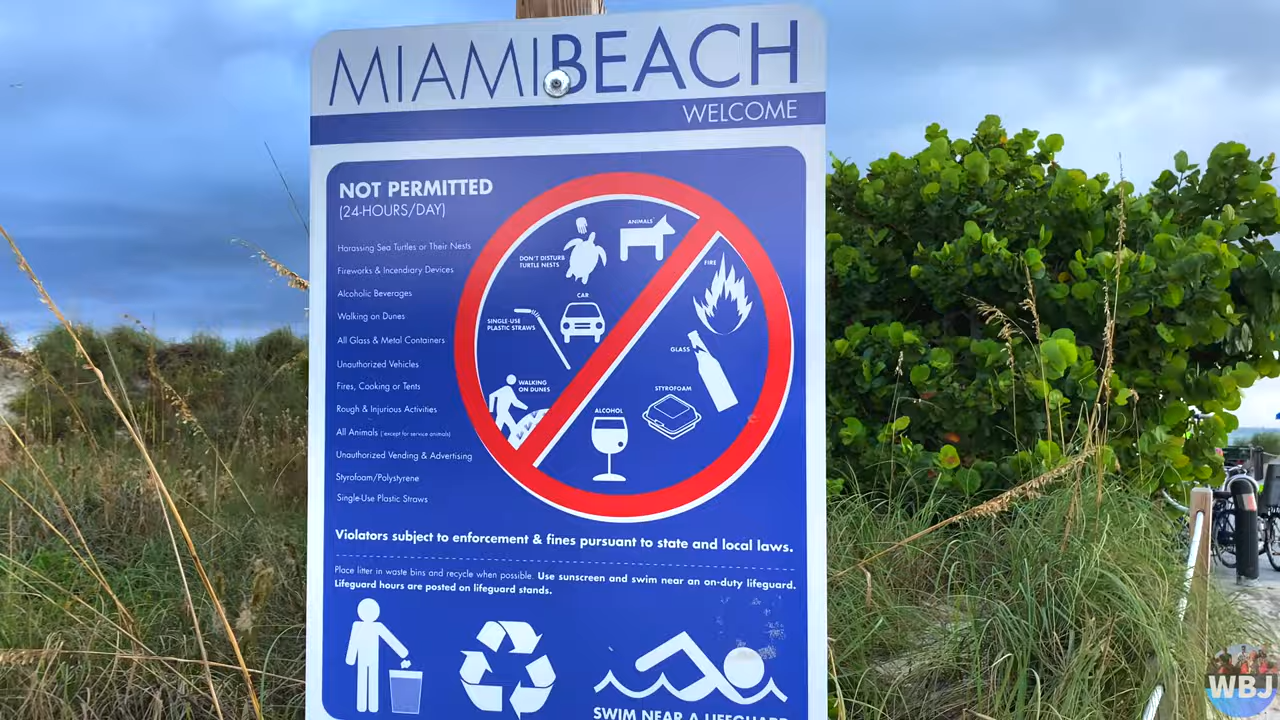 MIAMIBEACH
WELCOME
NOT PERMITTED
(24-HOURS/DAY)
Harassing Sea Turtles or Their Nests
Fireworks & Incendiary Devices
Alcoholic Beverages
Walking on Dunes
All Glass & Metal Containers
Unauthorized Vehicles
Fires, Cooking or Tents
Rough & Injurious Activities
All Animals (*except for service animals)
Unauthorized Vending & Advertising
Styrofoam/Polystyrene
Single-Use Plastic Straws
ANIMALS
DON'T DISTURB
TURTLE NESTS
FIRE
CAR
SINGLE-USE
PLASTIC STRAWS
GLASS
WALKING
ON DUNES
STYROFOAM
ALCOHOL
Violators subject to enforcement & fines pursuant to state and local laws.
Place litter in waste bins and recycle when possible. Use sunscreen and swim near an on-duty lifeguard.
Lifeguard hours are posted on lifeguard stands.
SWIM NEAR A LIFEGUARD
WBJ